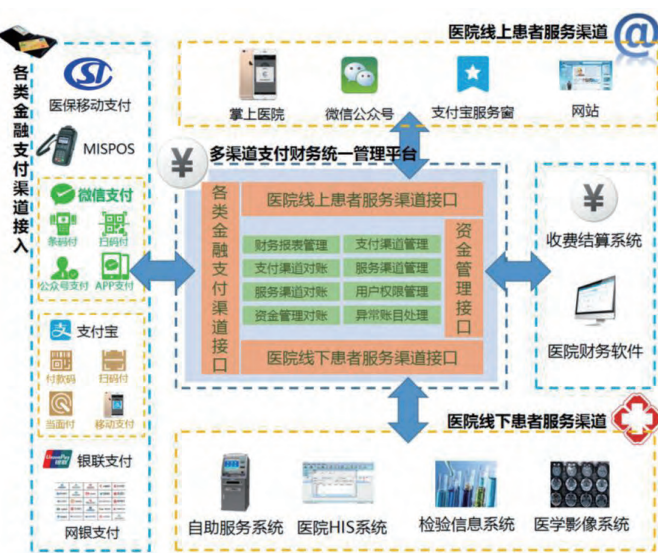 医院线上患者服务渠道
@
掌上医院
微信公众号
支付宝服务窗
网站
各类金融支付渠道接入
医保移动支付
MISPOS
微信支付
条码付
扫码付
公众号支付
APP支付
支付宝
付款码
扫码付
当面付
移动支付
银联支付
网银支付
¥
多渠道支付财务统一管理平台
各类金融支付渠道接口
医院线上患者服务渠道接口
财务报表管理
支付渠道管理
支付渠道对账
服务渠道管理
服务渠道对账
用户权限管理
资金管理对账
异常账目处理
医院线下患者服务渠道接口
资金管理接口
¥
收费结算系统
医院财务软件
医院线下患者服务渠道
自助服务系统
医院HIS系统
检验信息系统
医学影像系统